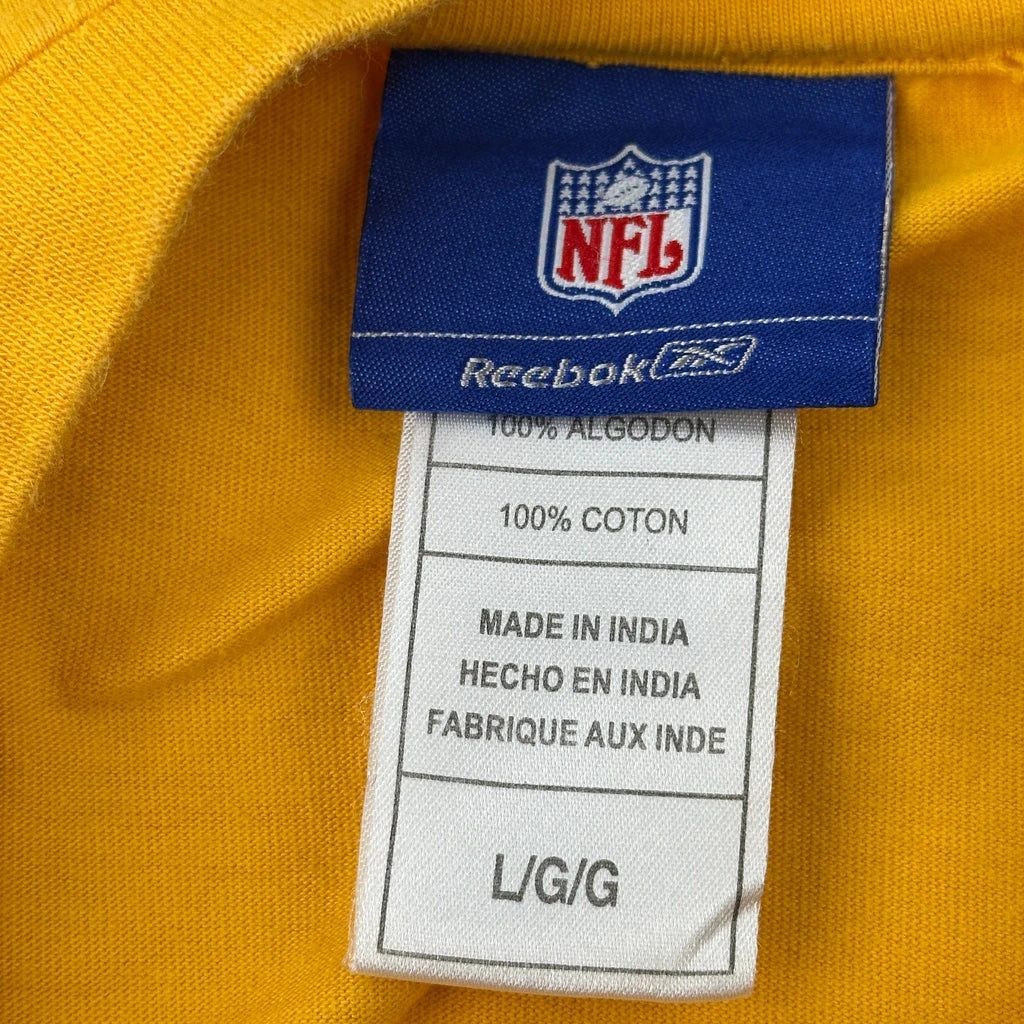 NFL
Reebok
100% ALGODON
100% COTON
MADE IN INDIA
HECHO EN INDIA
FABRIQUE AUX INDE
L/G/G